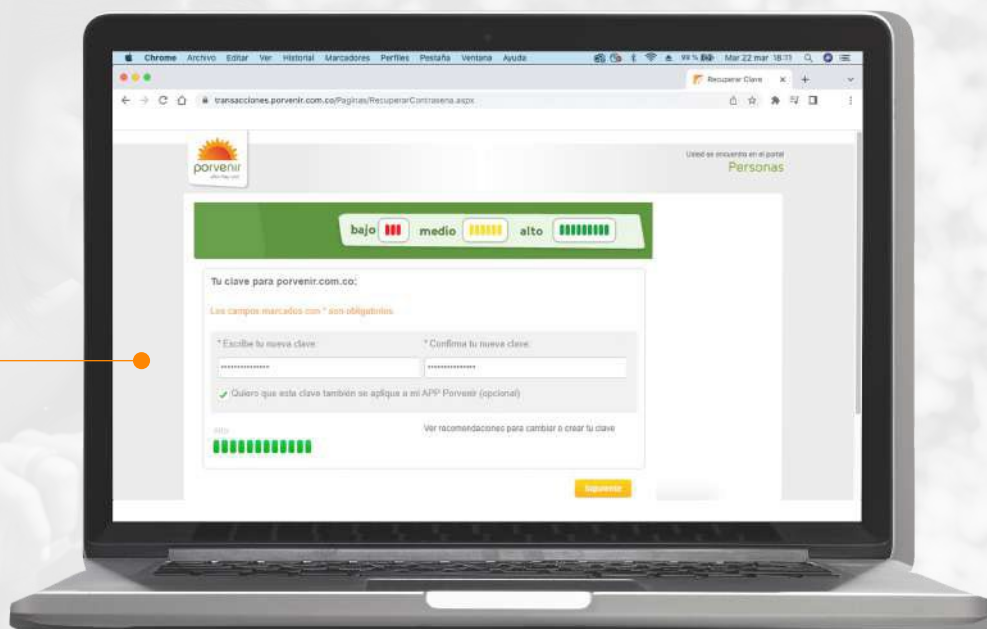 Chrome Archivo Editar Ver Historial Marcadores Perfiles Pestaña Ventana Ayuda 99 % Mar 22 mar 18:11
Recuperar Clave
transacciones.porvenir.com.co/Paginas/RecuperarContrasena.aspx
porvenir
Usted se encuentra en el portal
Personas
bajo medio alto
Tu clave para porvenir.com.co:
Los campos marcados con * son obligatorios
* Escribe tu nueva clave: * Confirma tu nueva clave:
Quiero que esta clave también se aplique a mi APP Porvenir (opcional)
Ver recomendaciones para cambiar o crear tu clave
Siguiente